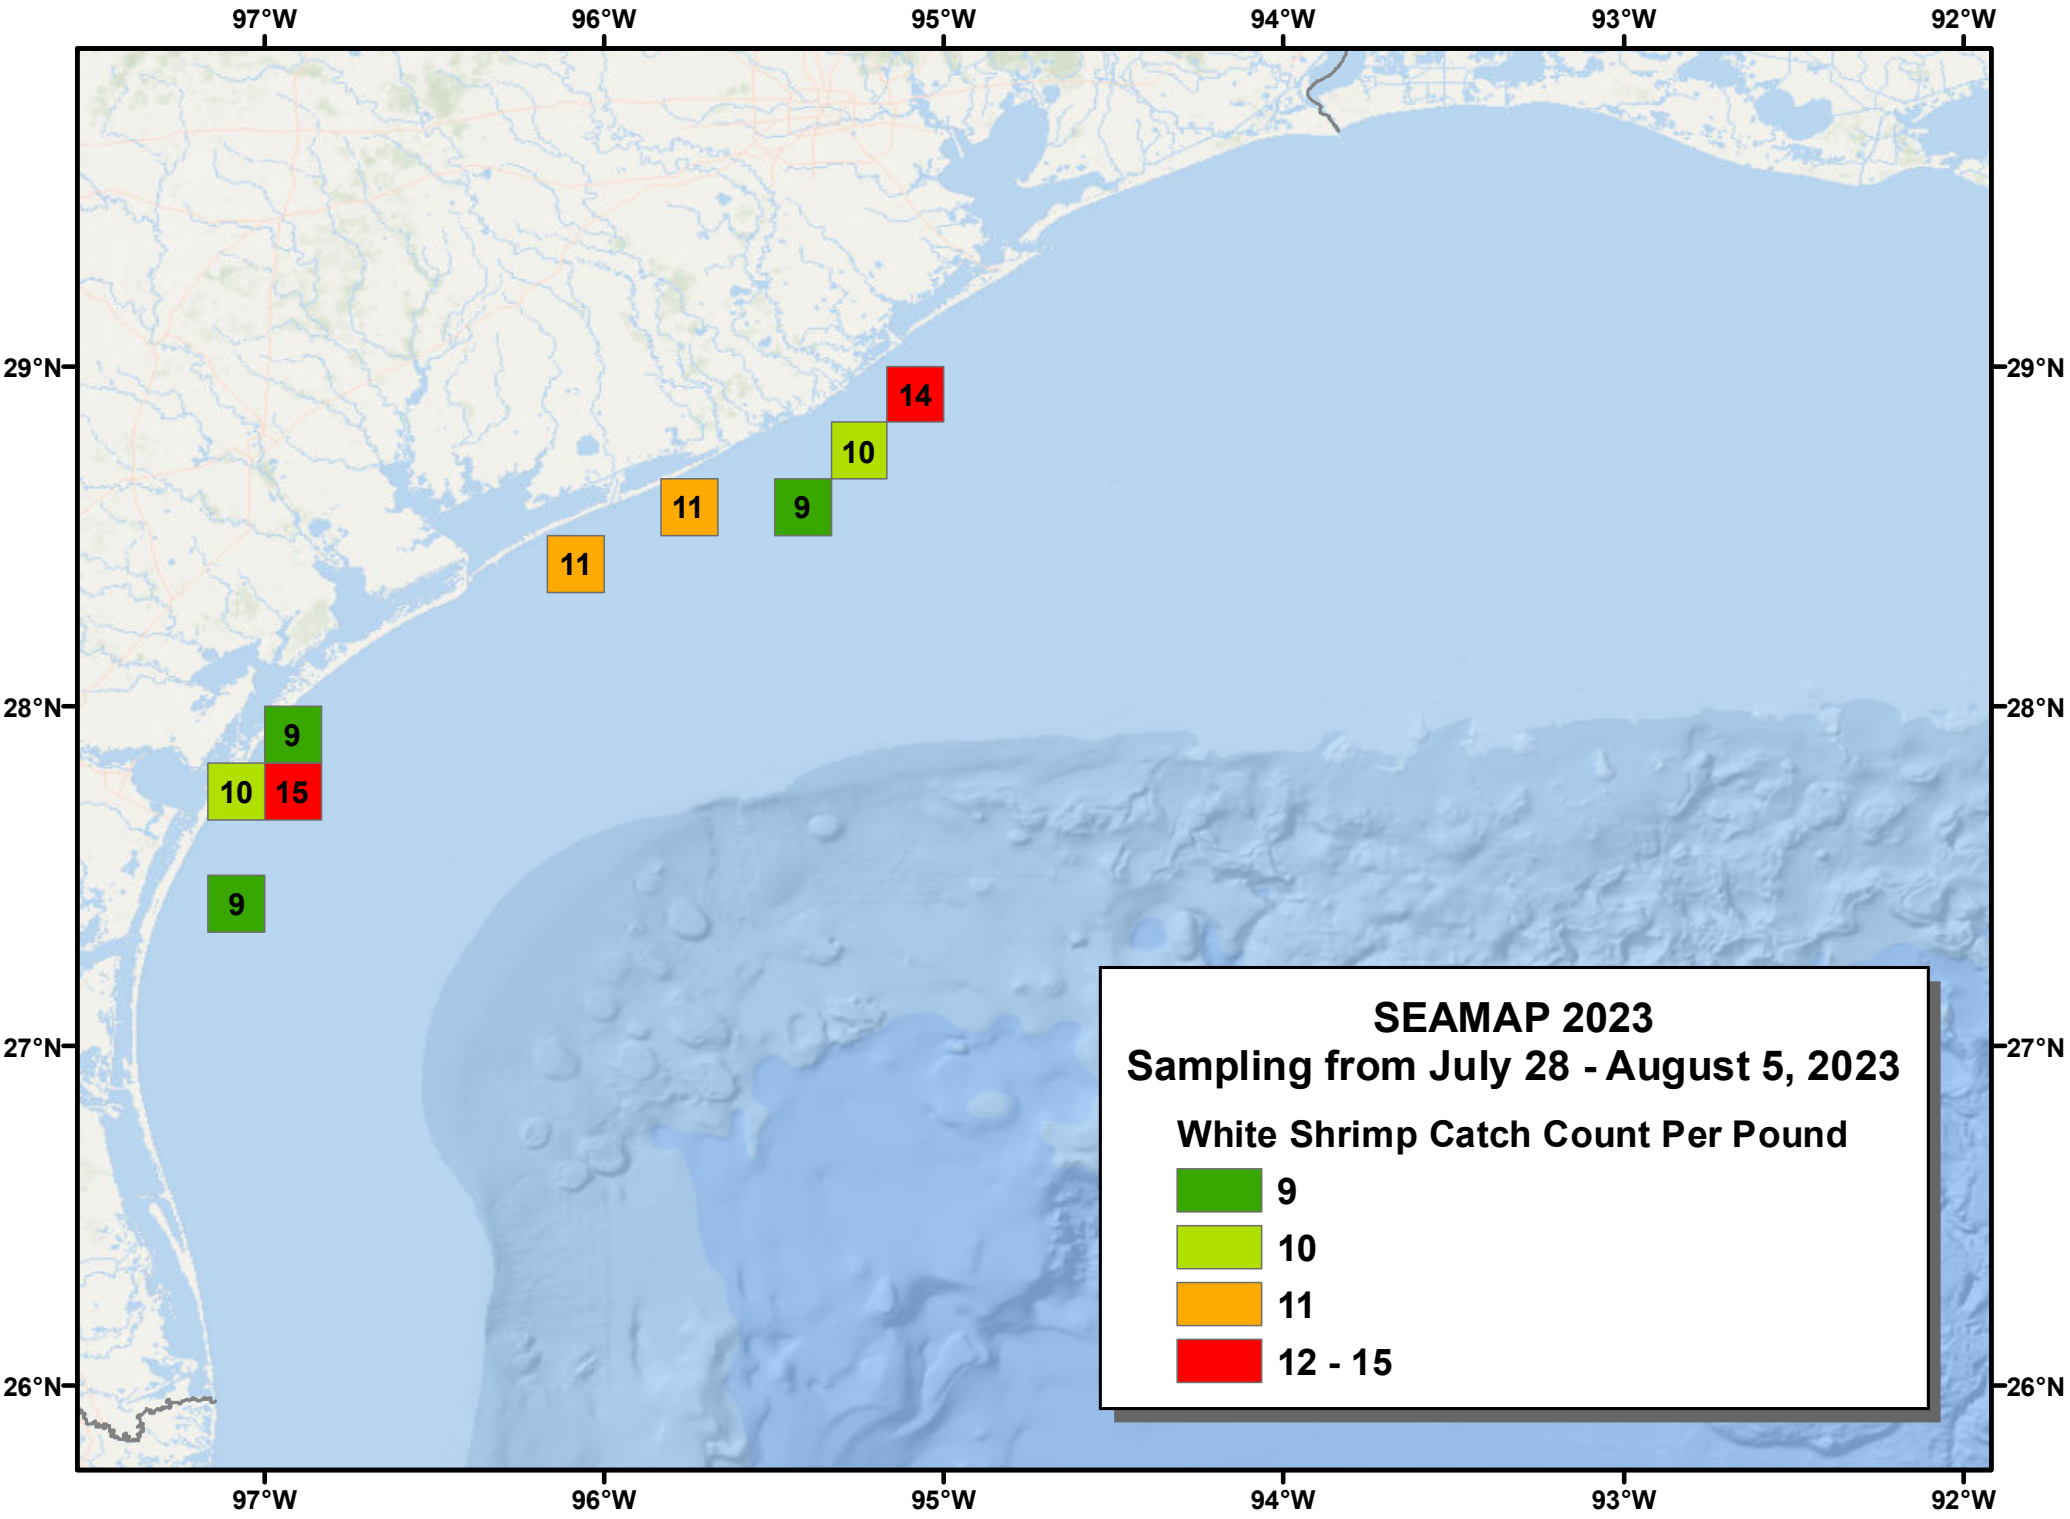 97°W 96°W 95°W 94°W 93°W 92°W
29°N 29°N
14
10
11 9
11
28°N 28°N
9
10 15
9
SEAMAP 2023
27°N 27°N
Sampling from July 28 - August 5, 2023
White Shrimp Catch Count Per Pound
9
10
11
12 - 15
26°N 26°N
97°W 96°W 95°W 94°W 93°W 92°W